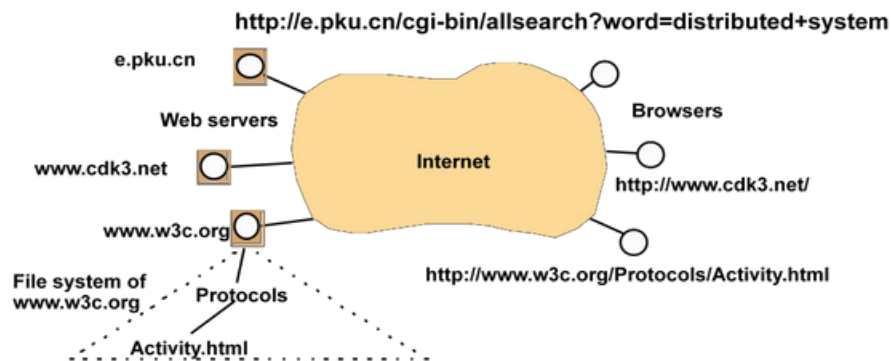 http://e.pku.cn/cgi-bin/allsearch?word=distributed+system
e.pku.cn
Web servers
Browsers
Internet
www.cdk3.net
http://www.cdk3.net/
www.w3c.org
http://www.w3c.org/Protocols/Activity.html
File system of
www.w3c.org
Protocols
Activity.html